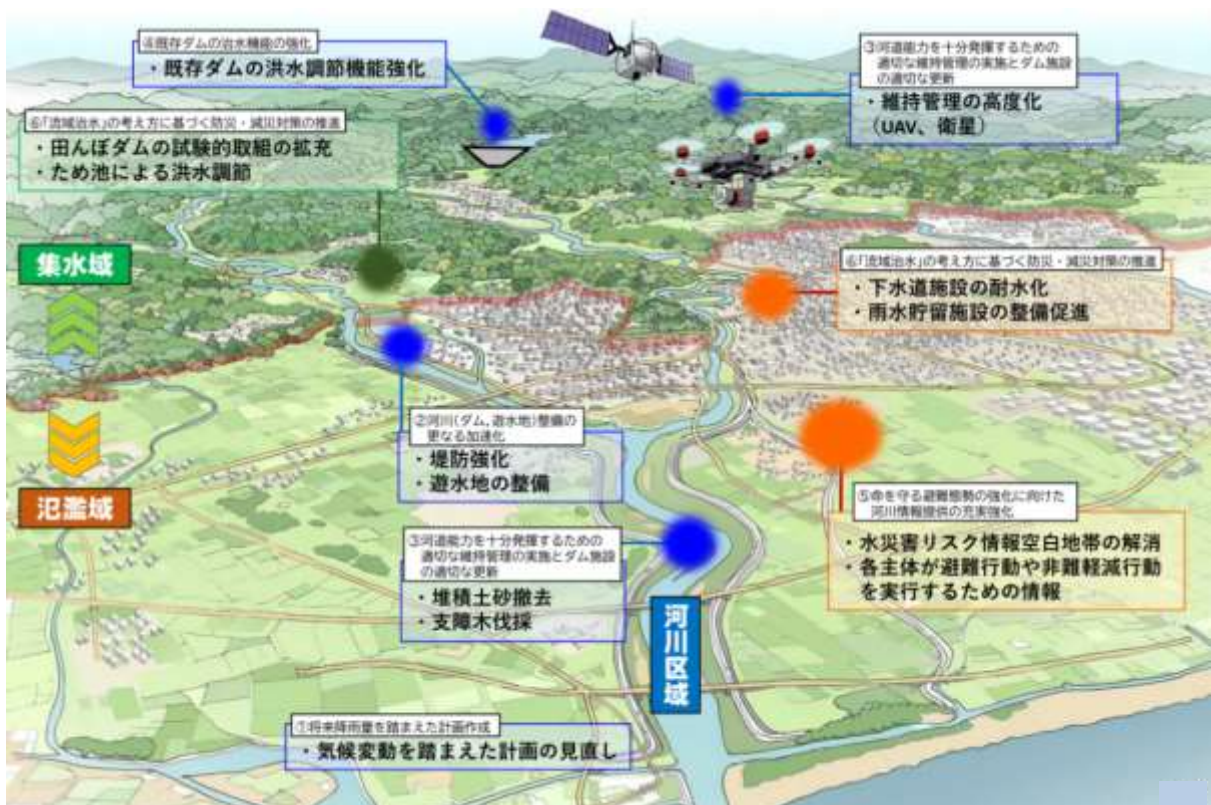 ④既存ダムの治水機能の強化
・既存ダムの洪水調節機能強化
③河道能力を十分発揮するための
適切な維持管理の実施とダム施設
の適切な更新
・維持管理の高度化
（UAV、衛星）
⑥「流域治水」の考え方に基づく防災・減災対策の推進
・田んぼダムの試験的取組の拡充
・ため池による洪水調節
集水域
氾濫域
⑥「流域治水」の考え方に基づく防災・減災対策の推進
・下水道施設の耐水化
・雨水貯留施設の整備促進
②河川（ダム、遊水地）整備の
更なる加速化
・堤防強化
・遊水地の整備
⑤命を守る避難態勢の強化に向けた
河川情報提供の充実強化
・水災害リスク情報空白地帯の解消
・各主体が避難行動や非難軽減行動
を実行するための情報
③河道能力を十分発揮するための
適切な維持管理の実施とダム施設
の適切な更新
・堆積土砂撤去
・支障木伐採
河川区域
①将来降雨量を踏まえた計画作成
・気候変動を踏まえた計画の見直し